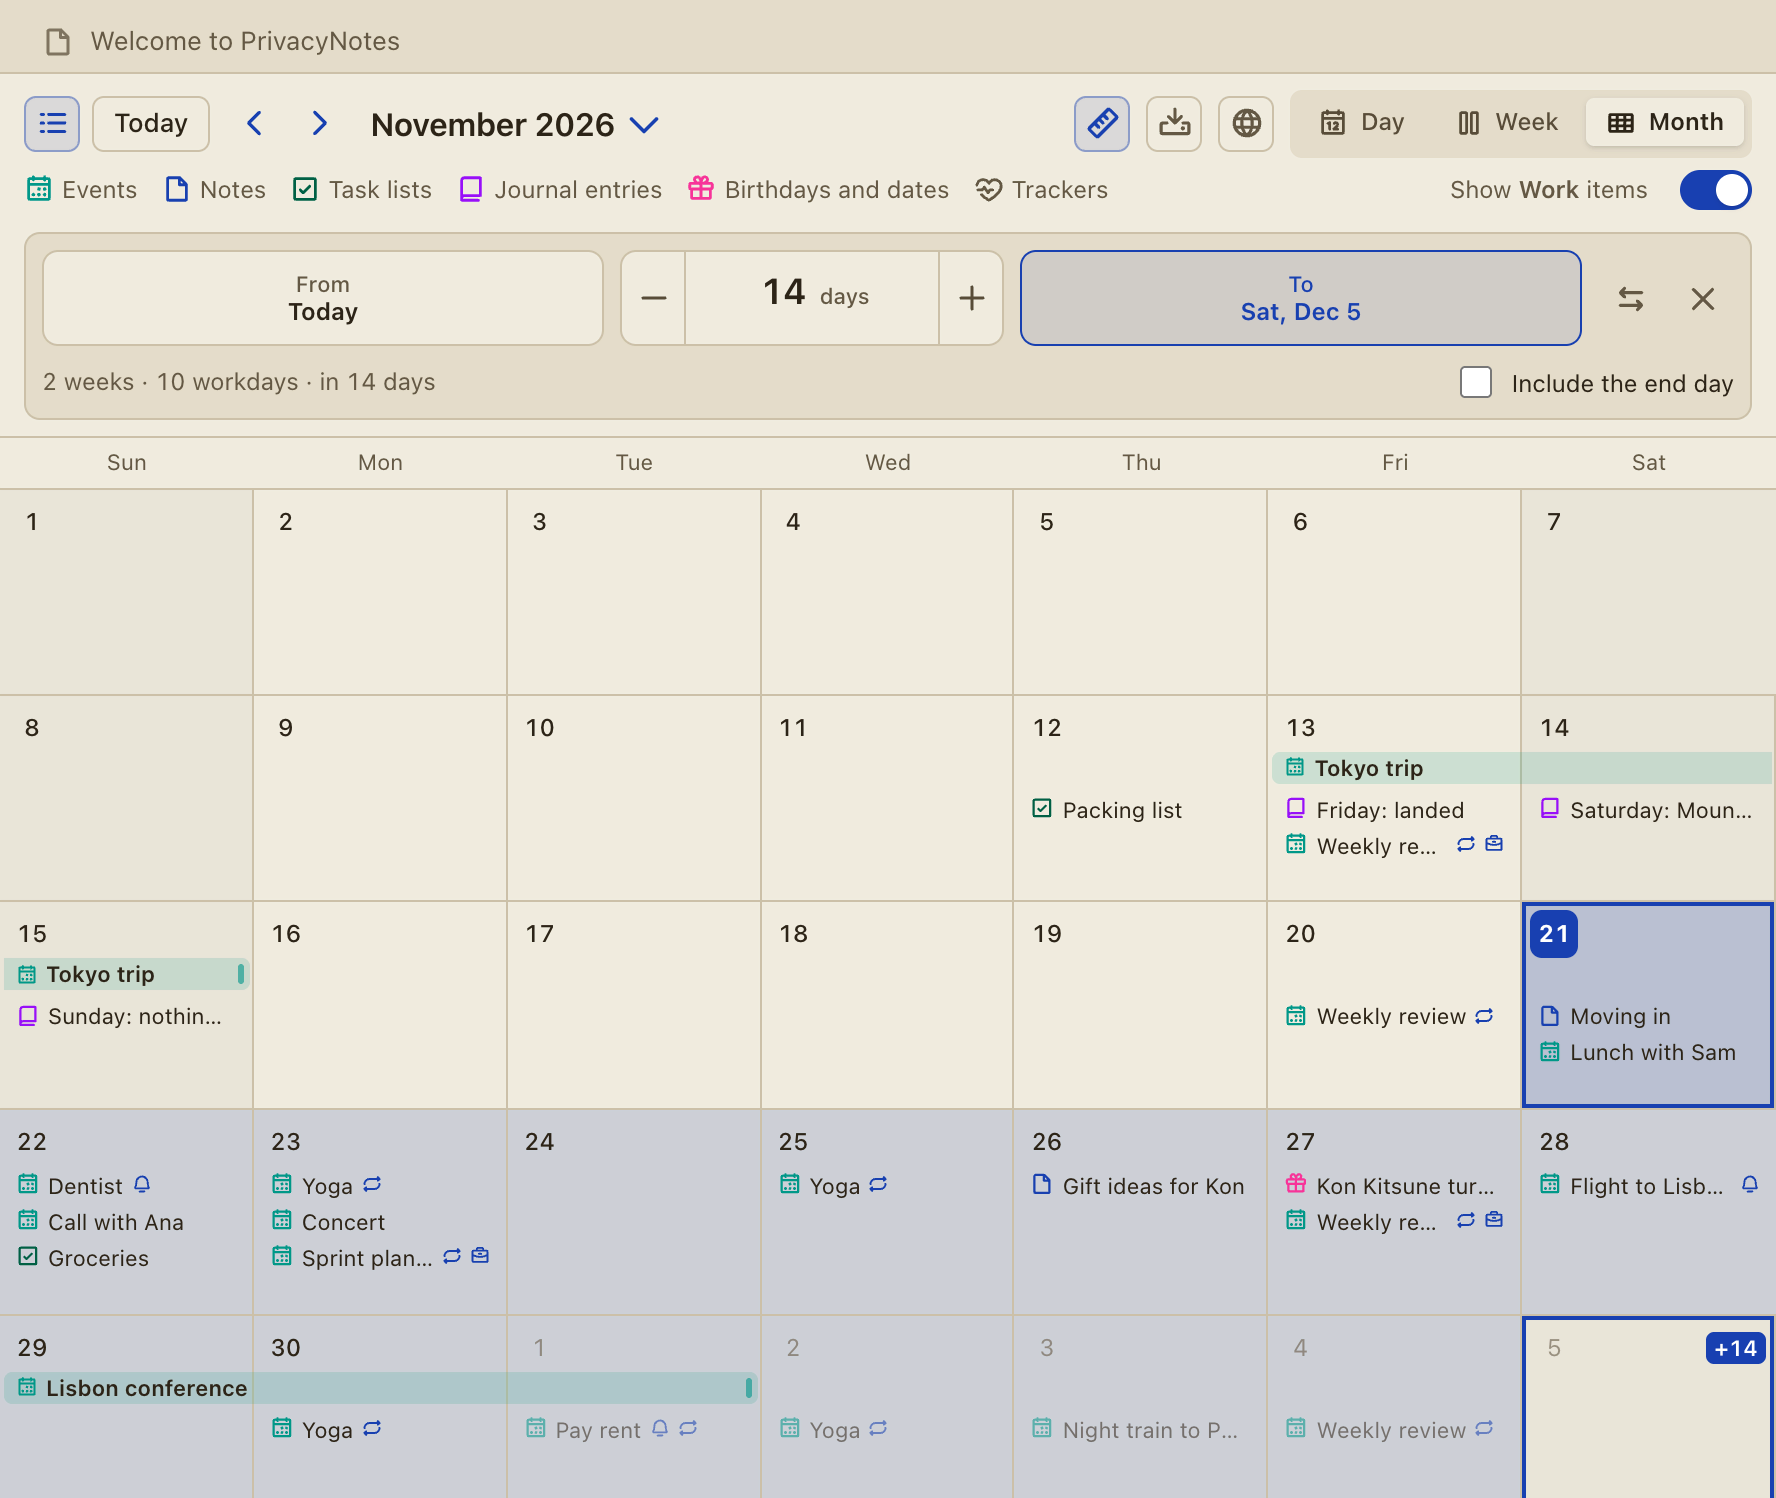 Welcome to PrivacyNotes
Today
November 2026
Day
Week
Month
Events
Notes
Task lists
Journal entries
Birthdays and dates
Trackers
Show Work items
From
Today
14 days
To
Sat, Dec 5
2 weeks · 10 workdays · in 14 days
Include the end day
Sun Mon Tue Wed Thu Fri Sat
1 2 3 4 5 6 7
8 9 10 11 12 13 14
Tokyo trip
Packing list
Friday: landed
Saturday: Moun...
Weekly re...
15 16 17 18 19 20 21
Tokyo trip
Sunday: nothin...
Weekly review
Moving in
Lunch with Sam
22 23 24 25 26 27 28
Dentist
Yoga
Yoga
Gift ideas for Kon
Kon Kitsune tur...
Flight to Lisb...
Call with Ana
Concert
Weekly re...
Groceries
Sprint plan...
29 30 1 2 3 4 5 +14
Lisbon conference
Yoga
Pay rent
Yoga
Night train to P...
Weekly review